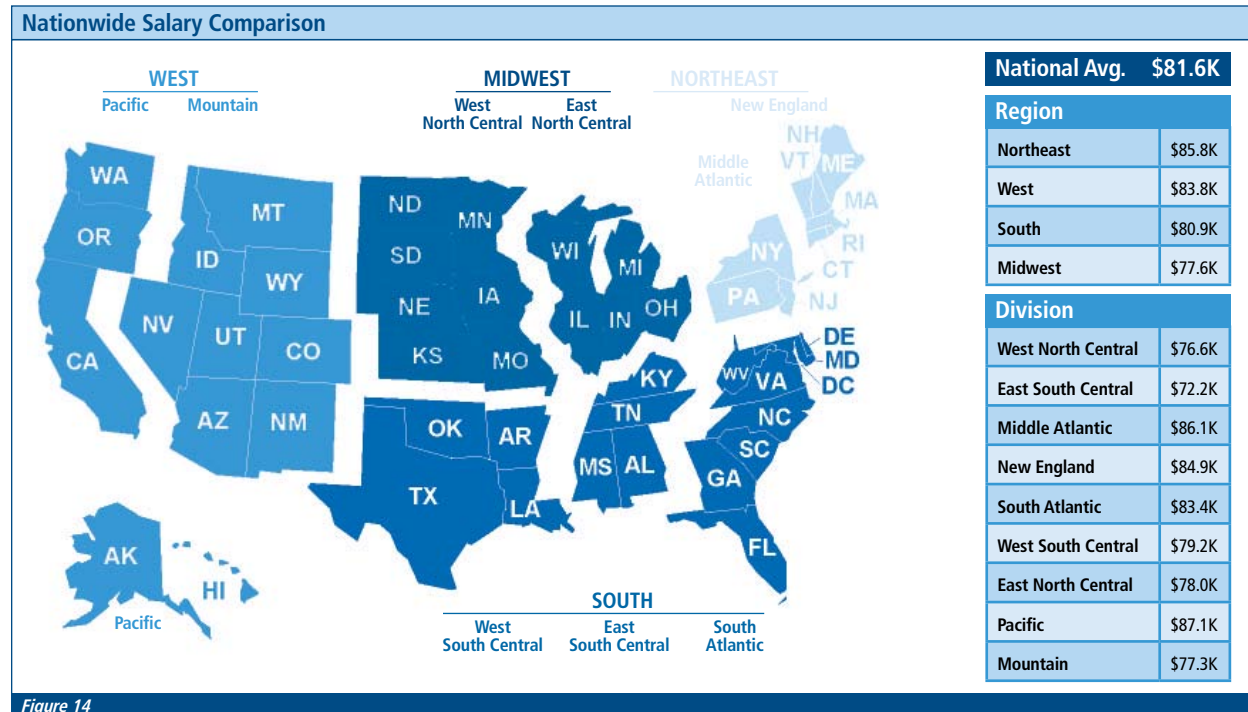 Nationwide Salary Comparison
WEST
Pacific Mountain
MIDWEST
West North Central
East North Central
NORTHEAST
New England
Middle Atlantic
WA
OR
CA
NV
ID
MT
WY
UT
CO
AZ
NM
AK
HI
Pacific
ND
SD
NE
KS
MN
IA
MO
WI
MI
IL
IN
OH
NH
VT
ME
MA
RI
CT
NY
PA
NJ
DE
MD
DC
WV
VA
KY
TN
NC
SC
OK
AR
TX
LA
MS
AL
GA
FL
SOUTH
West South Central
East South Central
South Atlantic
National Avg. $81.6K
Region
Northeast $85.8K
West $83.8K
South $80.9K
Midwest $77.6K
Division
West North Central $76.6K
East South Central $72.2K
Middle Atlantic $86.1K
New England $84.9K
South Atlantic $83.4K
West South Central $79.2K
East North Central $78.0K
Pacific $87.1K
Mountain $77.3K
Figure 14